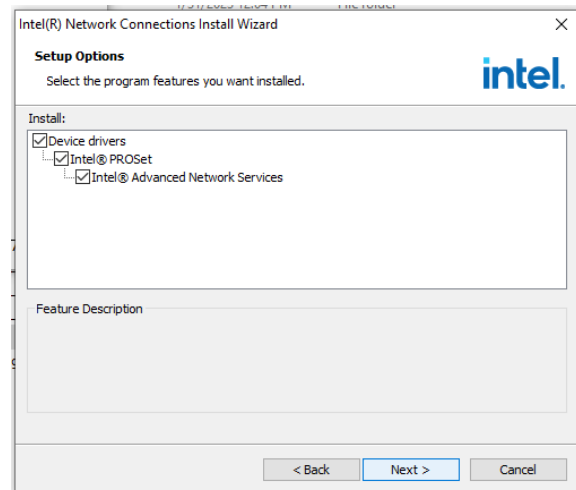 Intel(R) Network Connections Install Wizard
Setup Options
Select the program features you want installed.
intel.
Install:
Device drivers
Intel® PROSet
Intel® Advanced Network Services
Feature Description
< Back
Next >
Cancel